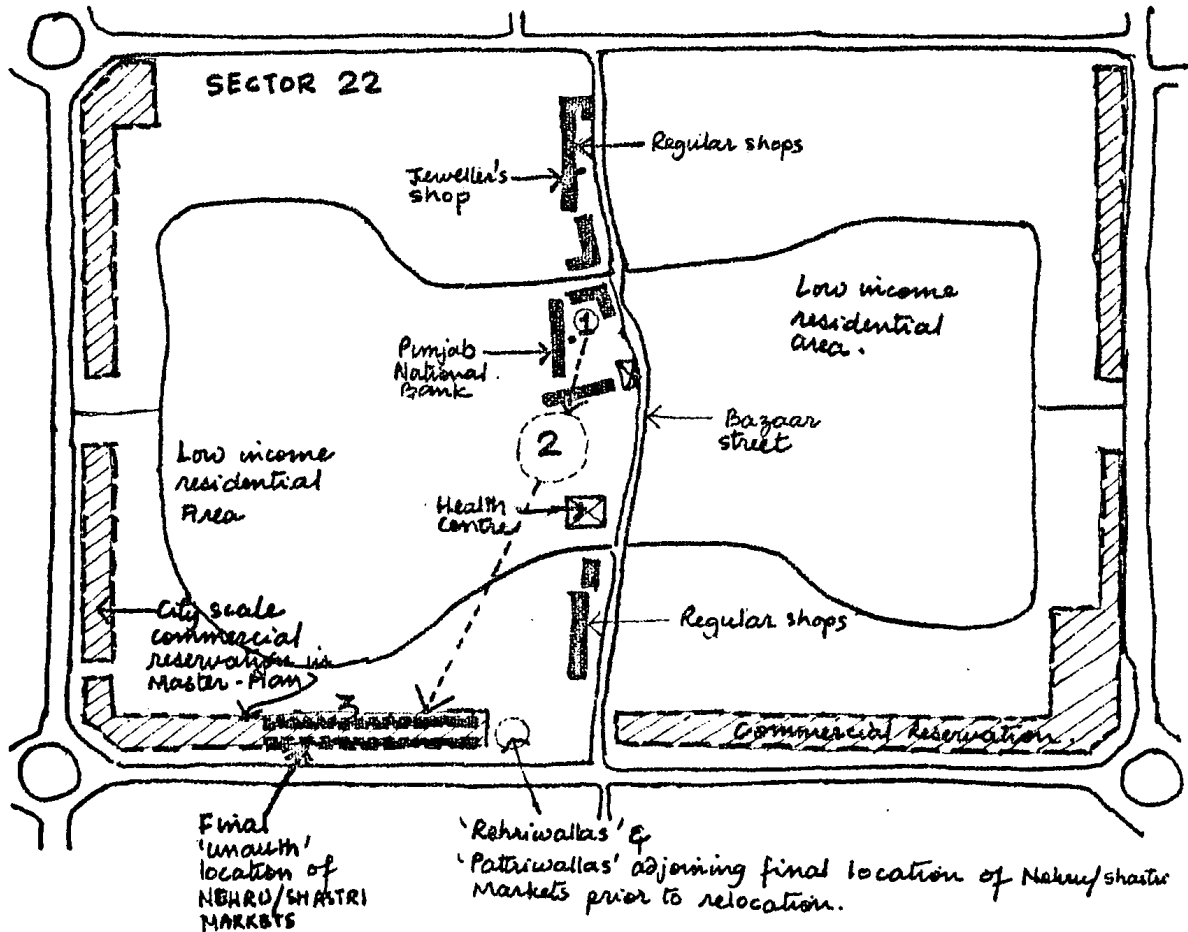 SECTOR 22
Regular shops
Jeweller's
shop
1
Low income
residential
area.
Punjab
National
Bank
Bazaar
street
2
Low income
residential
Area
Health
Centre
City scale
commercial
reservation in
Master-Plan
Regular shops
3
Commercial Reservation.
Final
'unauth'
location of
NEHRU/SHASTRI
MARKETS
'Rehriwallas' &
'Pattriwallas' adjoining final location of Nehru/Shastri
Markets prior to relocation.